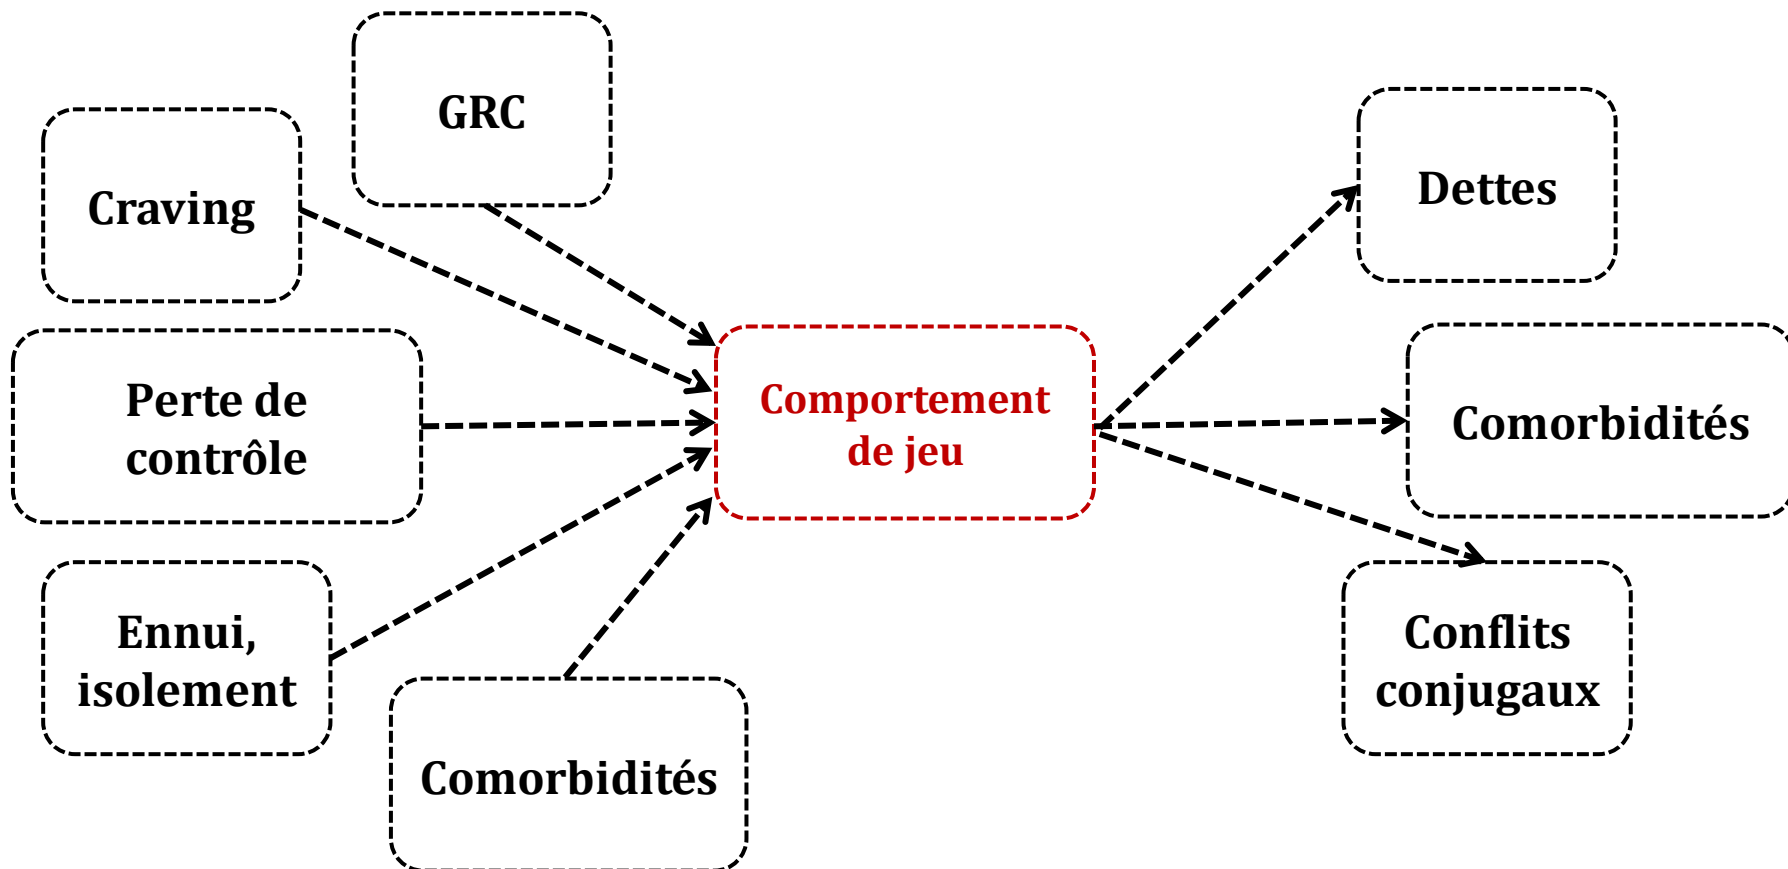 GRC
Craving
Perte de
contrôle
Ennui,
isolement
Comorbidités
Comportement
de jeu
Dettes
Comorbidités
Conflits
conjugaux